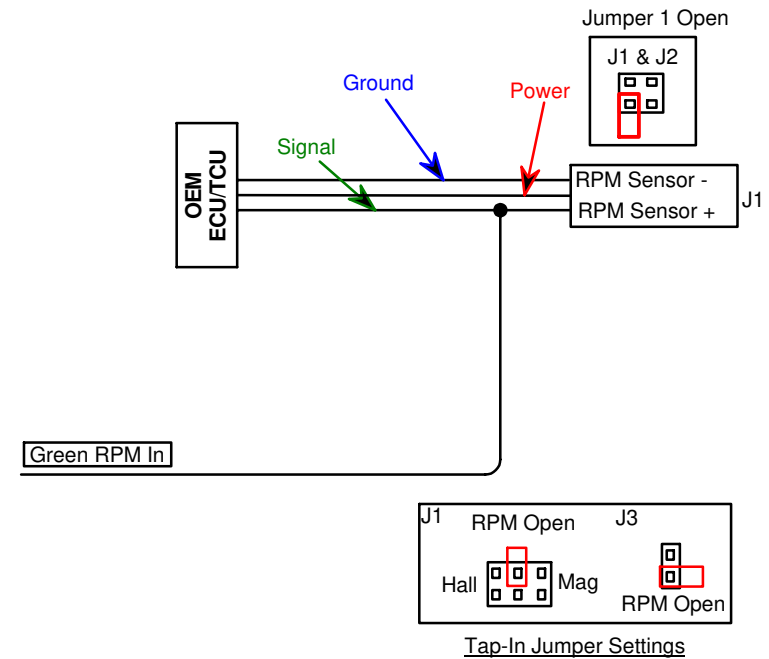 Jumper 1 Open
J1 & J2
Ground
Power
Signal
OEM
ECU/TCU
RPM Sensor -
RPM Sensor +
J1
Green RPM In
J1
RPM Open
J3
Hall
Mag
RPM Open
Tap-In Jumper Settings